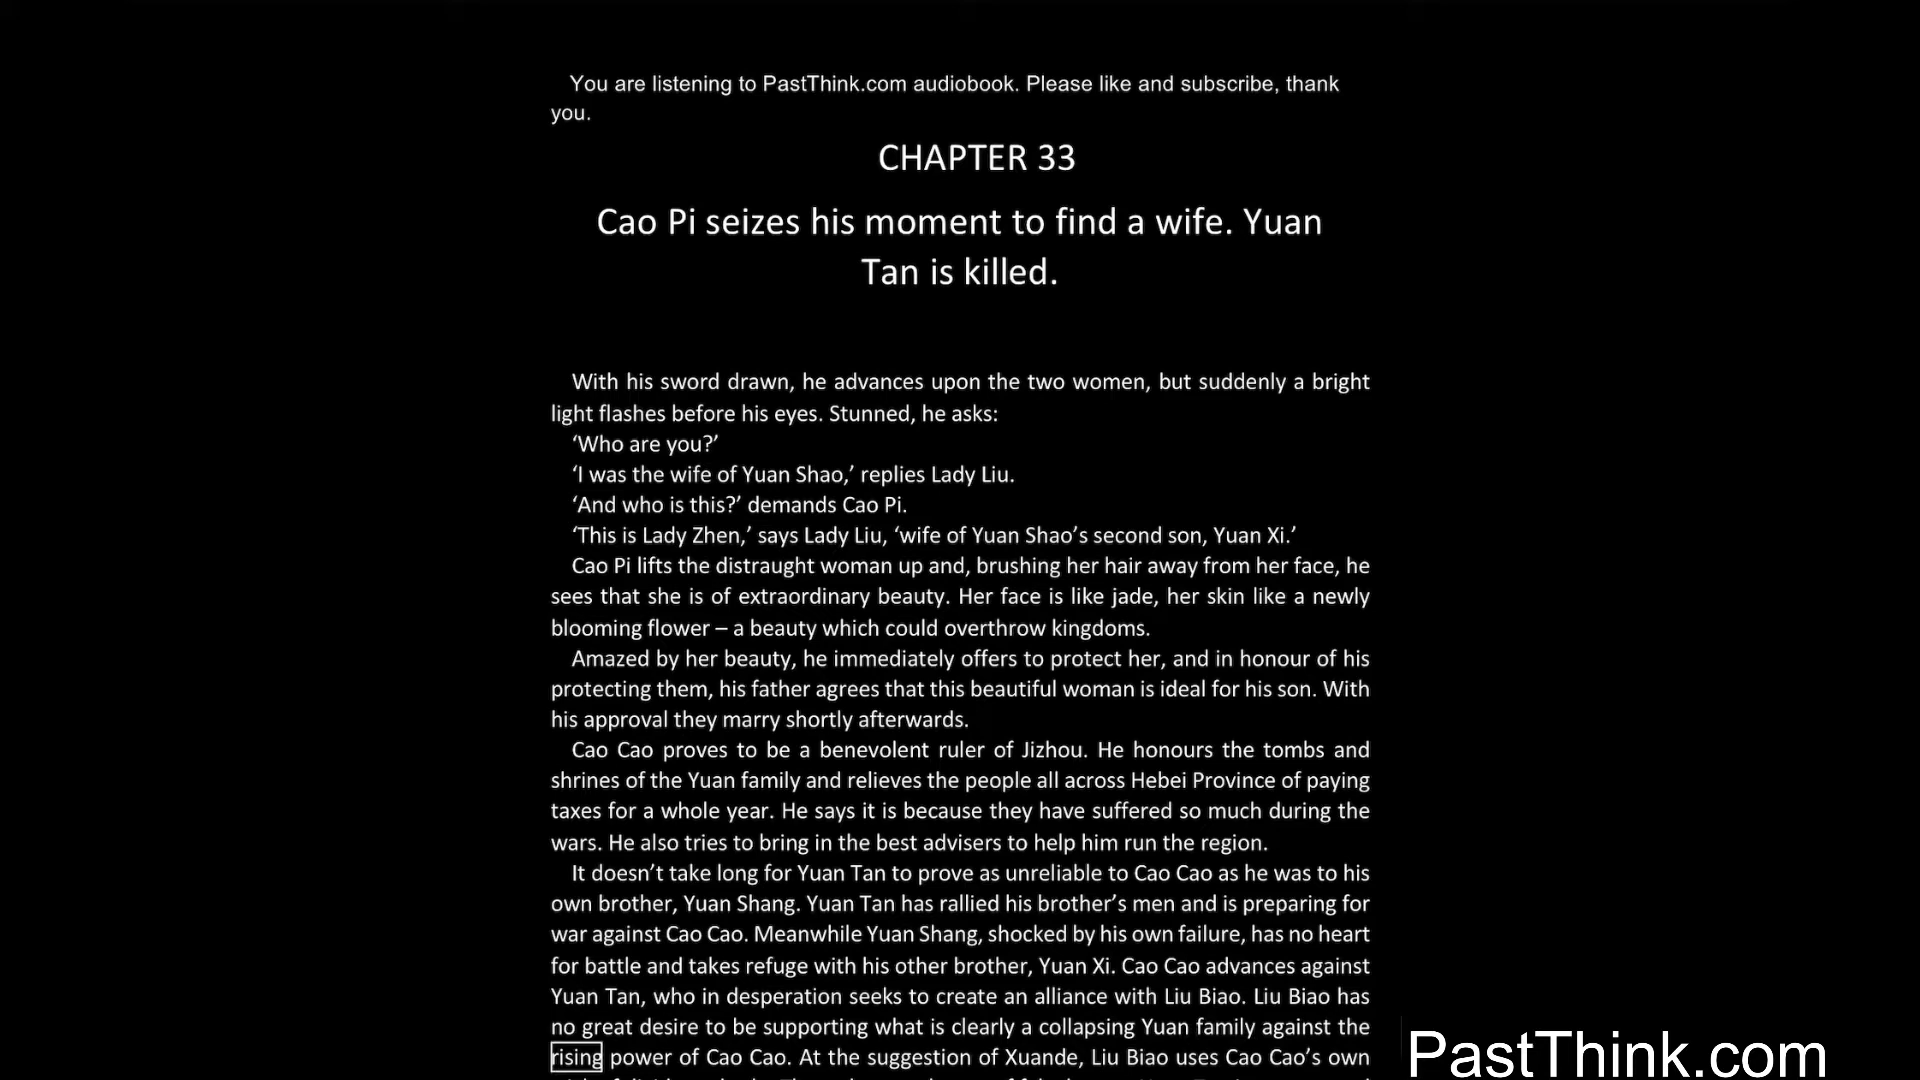 You are listening to PastThink.com audiobook. Please like and subscribe, thank
you.
CHAPTER 33
Cao Pi seizes his moment to find a wife. Yuan
Tan is killed.
With his sword drawn, he advances upon the two women, but suddenly a bright
light flashes before his eyes. Stunned, he asks:
‘Who are you?’
‘I was the wife of Yuan Shao,’ replies Lady Liu.
‘And who is this?’ demands Cao Pi.
‘This is Lady Zhen,’ says Lady Liu, ‘wife of Yuan Shao’s second son, Yuan Xi.’
Cao Pi lifts the distraught woman up and, brushing her hair away from her face, he
sees that she is of extraordinary beauty. Her face is like jade, her skin like a newly
blooming flower – a beauty which could overthrow kingdoms.
Amazed by her beauty, he immediately offers to protect her, and in honour of his
protecting them, his father agrees that this beautiful woman is ideal for his son. With
his approval they marry shortly afterwards.
Cao Cao proves to be a benevolent ruler of Jizhou. He honours the tombs and
shrines of the Yuan family and relieves the people all across Hebei Province of paying
taxes for a whole year. He says it is because they have suffered so much during the
wars. He also tries to bring in the best advisers to help him run the region.
It doesn’t take long for Yuan Tan to prove as unreliable to Cao Cao as he was to his
own brother, Yuan Shang. Yuan Tan has rallied his brother’s men and is preparing for
war against Cao Cao. Meanwhile Yuan Shang, shocked by his own failure, has no heart
for battle and takes refuge with his other brother, Yuan Xi. Cao Cao advances against
Yuan Tan, who in desperation seeks to create an alliance with Liu Biao. Liu Biao has
no great desire to be supporting what is clearly a collapsing Yuan family against the
rising power of Cao Cao. At the suggestion of Xuande, Liu Biao uses Cao Cao’s own
PastThink.com